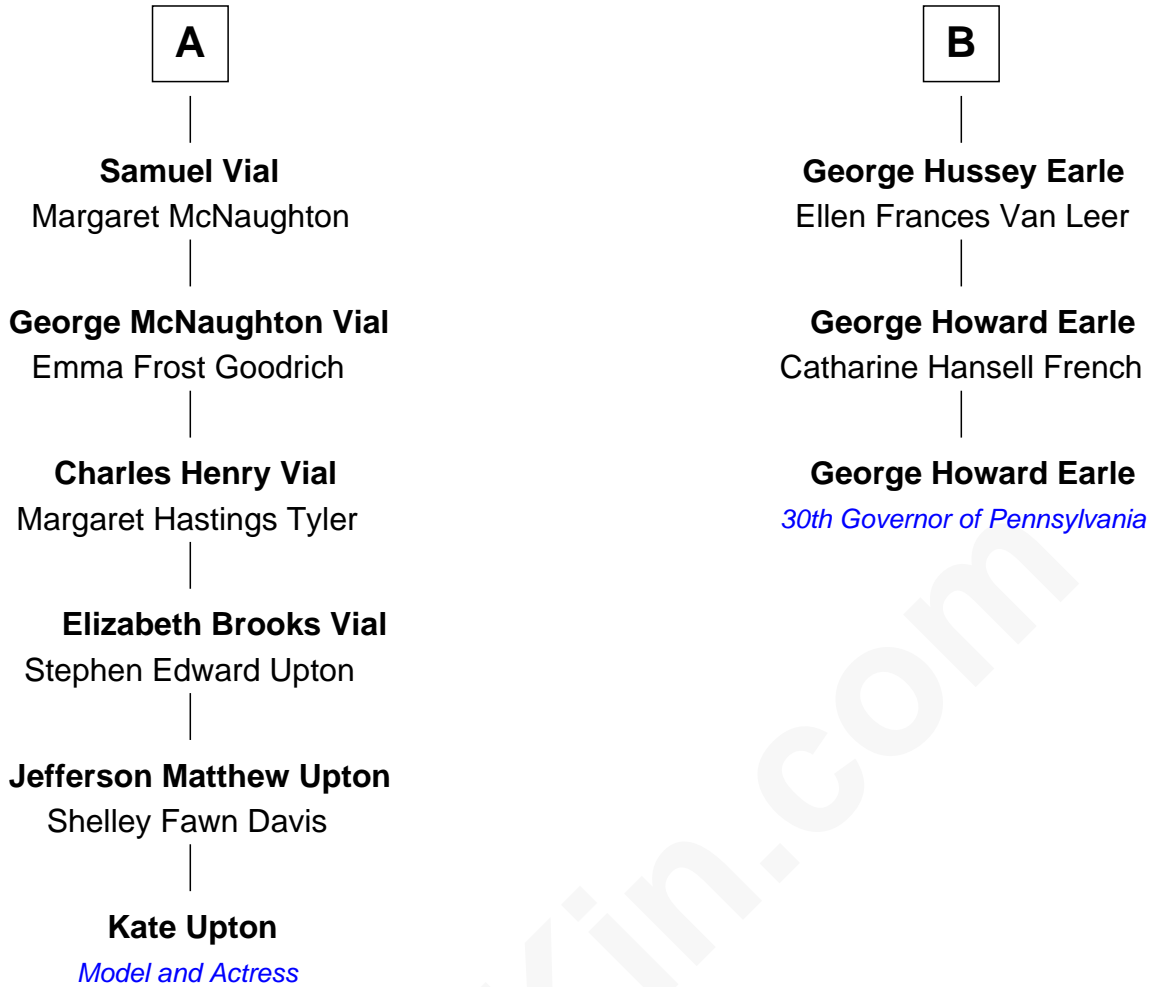 A
Samuel Vial
Margaret McNaughton
George McNaughton Vial
Emma Frost Goodrich
Charles Henry Vial
Margaret Hastings Tyler
Elizabeth Brooks Vial
Stephen Edward Upton
Jefferson Matthew Upton
Shelley Fawn Davis
Kate Upton
Model and Actress
B
George Hussey Earle
Ellen Frances Van Leer
George Howard Earle
Catharine Hansell French
George Howard Earle
30th Governor of Pennsylvania
Kin.com